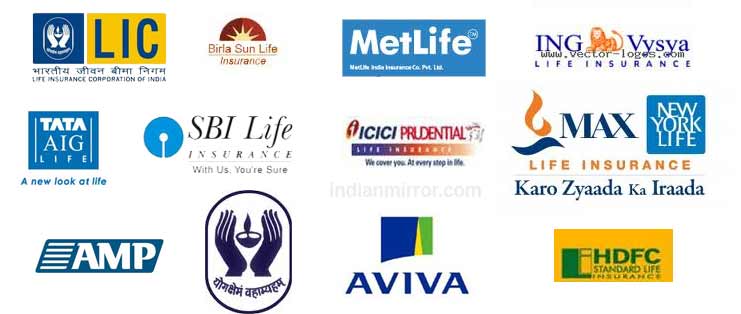 LIC
भारतीय जीवन बीमा निगम
LIFE INSURANCE CORPORATION OF INDIA
Birla Sun Life
Insurance
MetLife TM
MetLife India Insurance Co. Pvt. Ltd.
ING Vysya
www.vector-logos.com
LIFE INSURANCE
TATA
AIG
LIFE
A new look at life
SBI Life
INSURANCE
With Us, You're Sure
ICICI PRUDENTIAL
LIFE INSURANCE
We cover you. At every step in life.
indianmirror.com
MAX
NEW
YORK
LIFE
LIFE INSURANCE
Karo Zyaada Ka Iraada
AMP
योगक्षेमं वहाम्यहम्
AVIVA
HDFC
STANDARD LIFE
INSURANCE